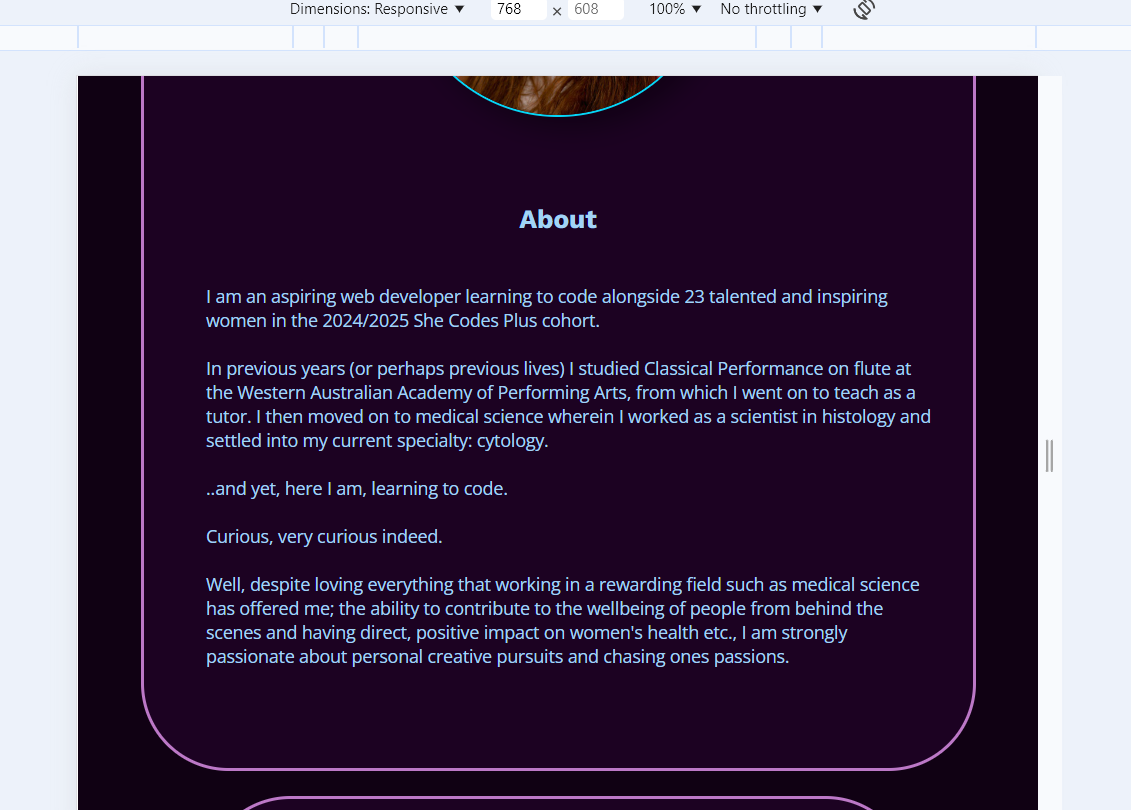 Dimensions: Responsive ▼ 768 × 608 100% ▼ No throttling ▼
About
I am an aspiring web developer learning to code alongside 23 talented and inspiring
women in the 2024/2025 She Codes Plus cohort.
In previous years (or perhaps previous lives) I studied Classical Performance on flute at
the Western Australian Academy of Performing Arts, from which I went on to teach as a
tutor. I then moved on to medical science wherein I worked as a scientist in histology and
settled into my current specialty: cytology.
..and yet, here I am, learning to code.
Curious, very curious indeed.
Well, despite loving everything that working in a rewarding field such as medical science
has offered me; the ability to contribute to the wellbeing of people from behind the
scenes and having direct, positive impact on women's health etc., I am strongly
passionate about personal creative pursuits and chasing ones passions.